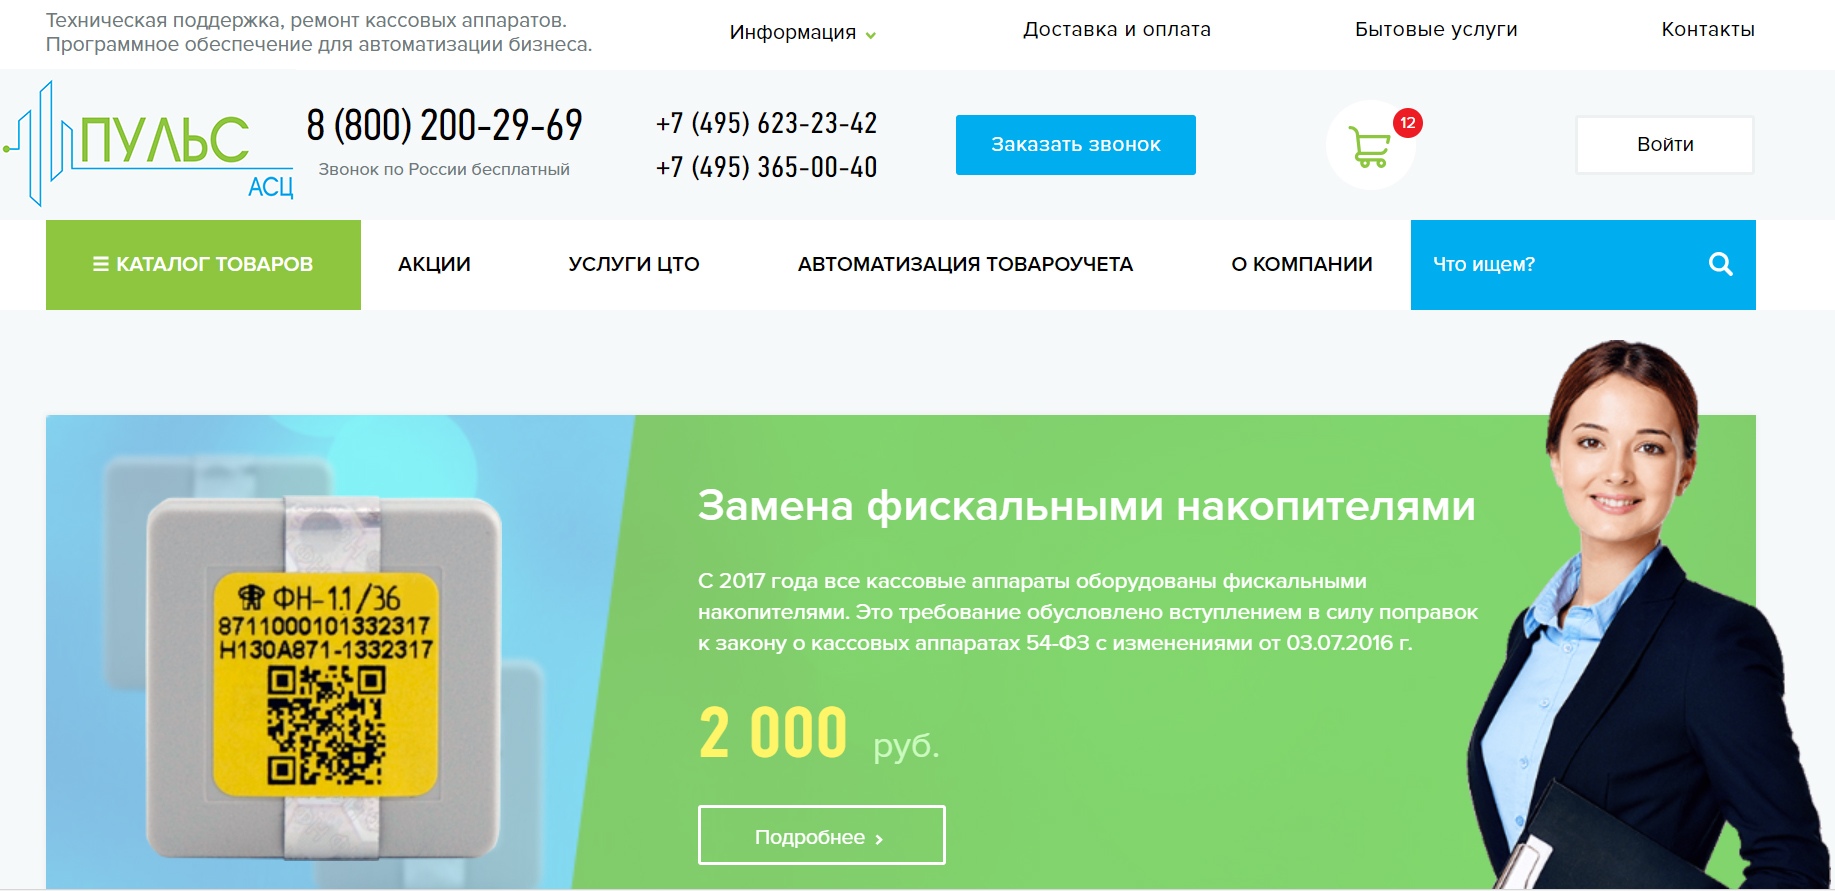 Техническая поддержка, ремонт кассовых аппаратов.
Программное обеспечение для автоматизации бизнеса.
Информация
Доставка и оплата
Бытовые услуги
Контакты
ПУЛЬС
АСЦ
8 (800) 200-29-69
Звонок по России бесплатный
+7 (495) 623-23-42
+7 (495) 365-00-40
Заказать звонок
12
Войти
КАТАЛОГ ТОВАРОВ
АКЦИИ
УСЛУГИ ЦТО
АВТОМАТИЗАЦИЯ ТОВАРОУЧЕТА
О КОМПАНИИ
Что ищем?
ФН-1.1/36
8711000101332317
Н130А871-1332317
Замена фискальными накопителями
С 2017 года все кассовые аппараты оборудованы фискальными
накопителями. Это требование обусловлено вступлением в силу поправок
к закону о кассовых аппаратах 54-ФЗ с изменениями от 03.07.2016 г.
2 000 руб.
Подробнее ›